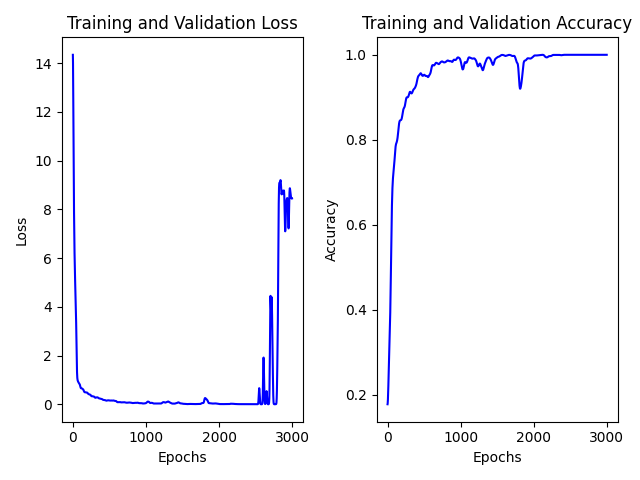 Training and Validation Loss
14
12
10
8
6
4
2
0
Loss
0 1000 2000 3000
Epochs
Training and Validation Accuracy
1.0
0.8
0.6
0.4
0.2
Accuracy
0 1000 2000 3000
Epochs